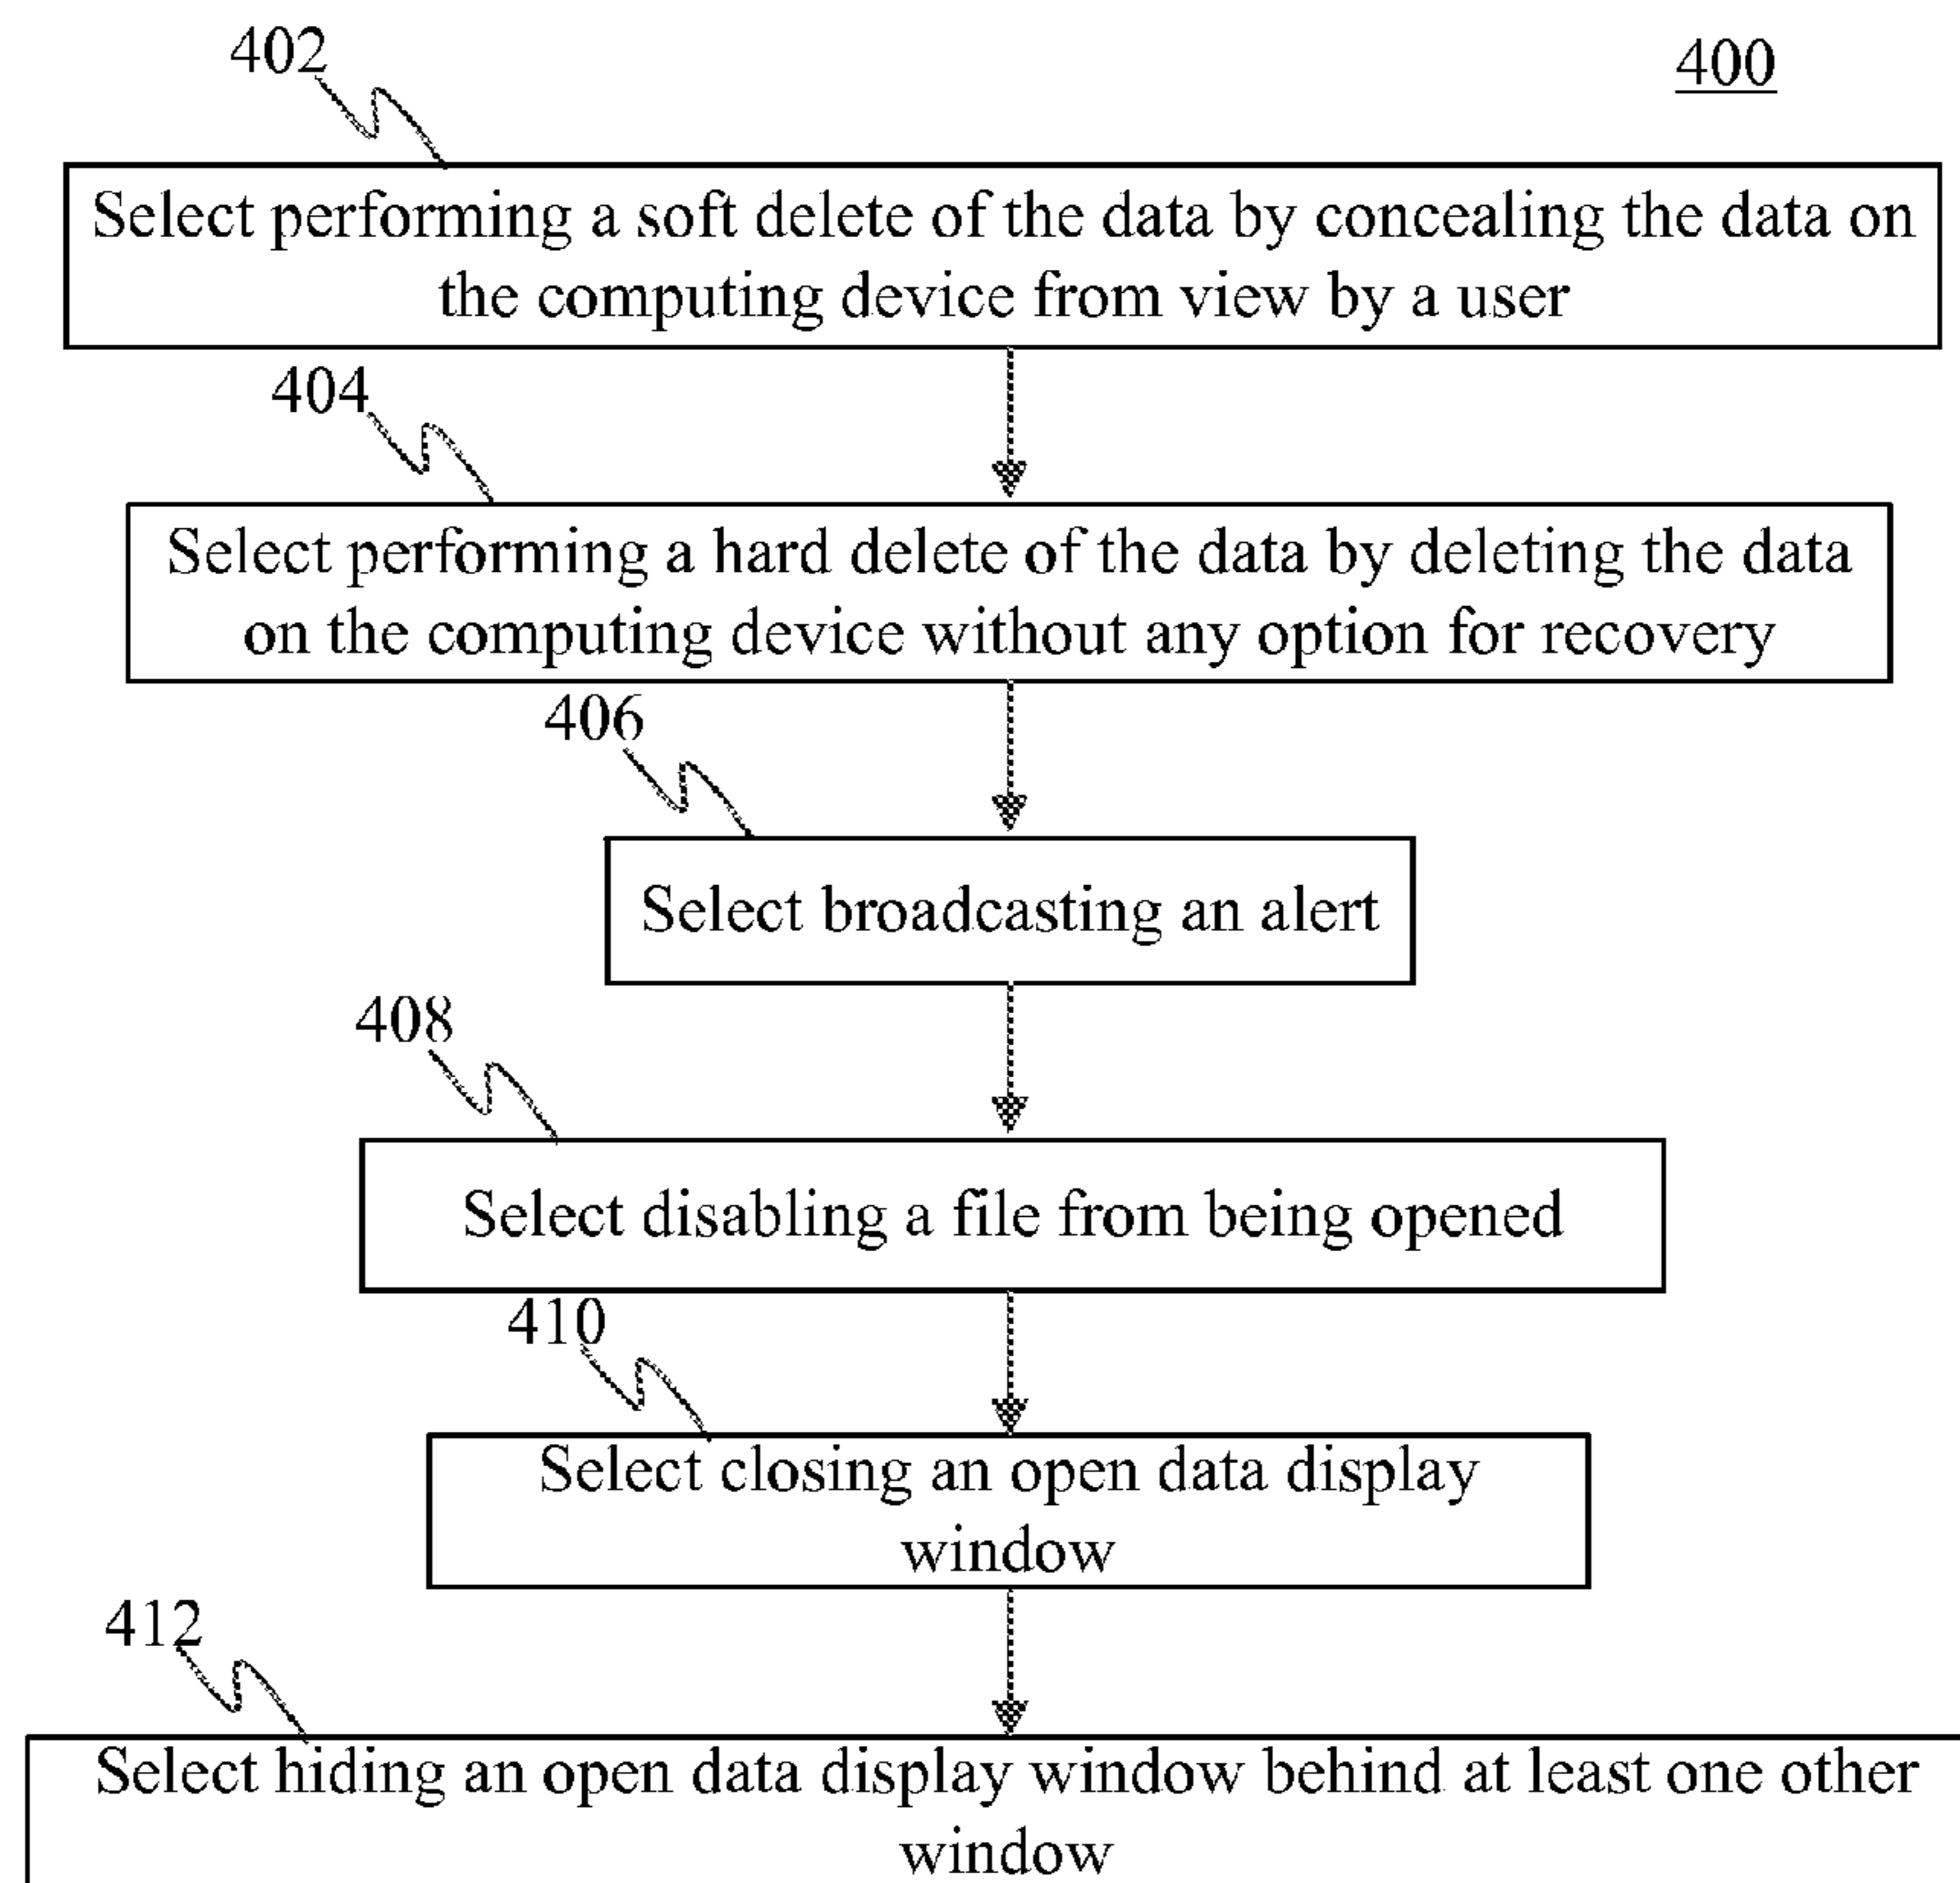 402
400
Select performing a soft delete of the data by concealing the data on
the computing device from view by a user
404
Select performing a hard delete of the data by deleting the data
on the computing device without any option for recovery
406
Select broadcasting an alert
408
Select disabling a file from being opened
410
Select closing an open data display
window
412
Select hiding an open data display window behind at least one other
window